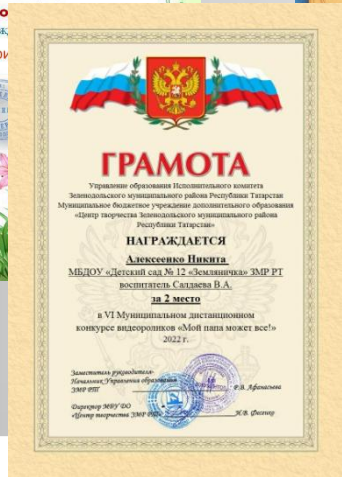 ГРАМОТА
Управление образования Исполнительного комитета
Зеленодольского муниципального района Республики Татарстан
Муниципальное бюджетное учреждение дополнительного образования
«Центр творчества Зеленодольского муниципального района
Республики Татарстан»
НАГРАЖДАЕТСЯ
Алексеенко Никита
МБДОУ «Детский сад № 12 «Земляничка» ЗМР РТ
воспитатель Салдаева В.А.
за 2 место
в VI Муниципальном дистанционном
конкурсе видеороликов «Мой папа может все!»
2022 г.
Заместитель руководителя-
Начальник Управления образования
ЗМР РТ Р.В. Афанасьева
Директор МБУ ДО
«Центр творчества ЗМР РТ» Н.В.